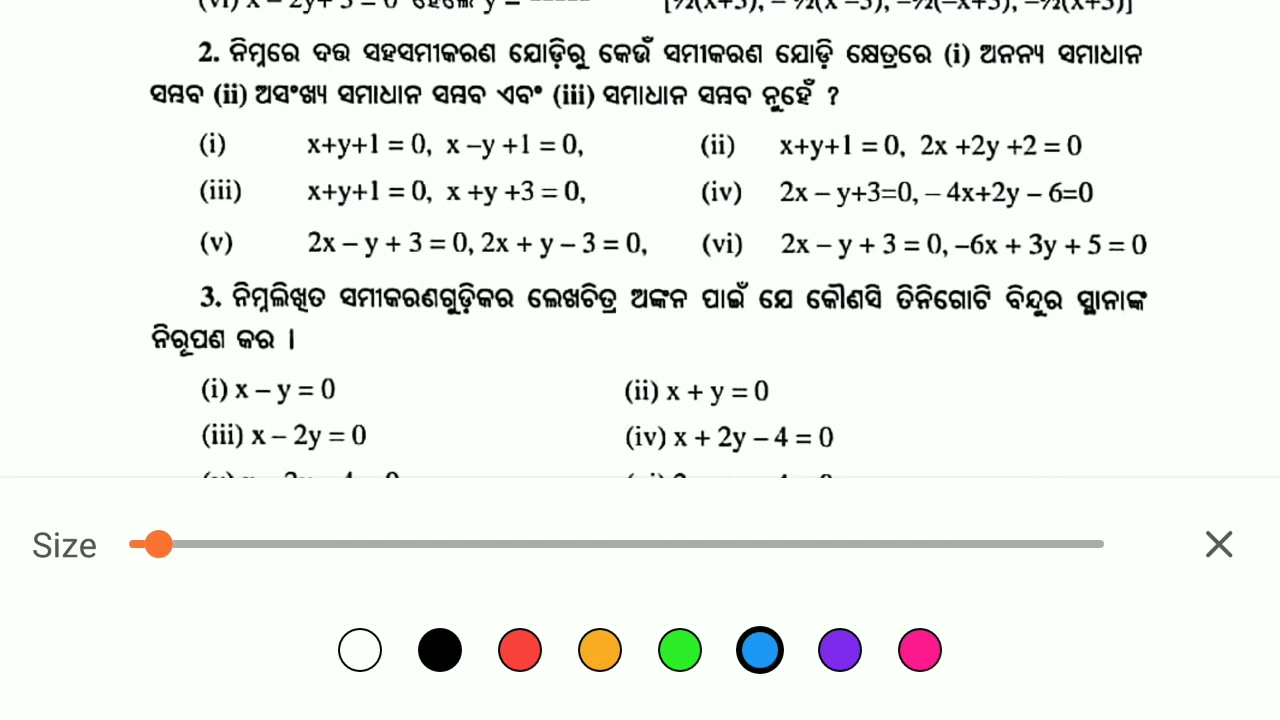 2. ନିମ୍ନରେ ଦତ୍ତ ସହସମୀକରଣ ଯୋଡ଼ିରୁ କେଉଁ ସମୀକରଣ ଯୋଡ଼ି କ୍ଷେତ୍ରରେ (i) ଅନନ୍ୟ ସମାଧାନ
ସମ୍ଭବ (ii) ଅସଂଖ୍ୟ ସମାଧାନ ସମ୍ଭବ ଏବଂ (iii) ସମାଧାନ ସମ୍ଭବ ନୁହେଁ ?
(i) x+y+1 = 0, x –y +1 = 0, (ii) x+y+1 = 0, 2x +2y +2 = 0
(iii) x+y+1 = 0, x +y +3 = 0, (iv) 2x – y+3=0, – 4x+2y – 6=0
(v) 2x – y + 3 = 0, 2x + y – 3 = 0, (vi) 2x – y + 3 = 0, –6x + 3y + 5 = 0
3. ନିମ୍ନଲିଖିତ ସମୀକରଣଗୁଡ଼ିକର ଲେଖଚିତ୍ର ଅଙ୍କନ ପାଇଁ ଯେ କୌଣସି ତିନିଗୋଟି ବିନ୍ଦୁର ସ୍ଥାନାଙ୍କ
ନିରୂପଣ କର ।
(i) x – y = 0 (ii) x + y = 0
(iii) x – 2y = 0 (iv) x + 2y – 4 = 0
Size